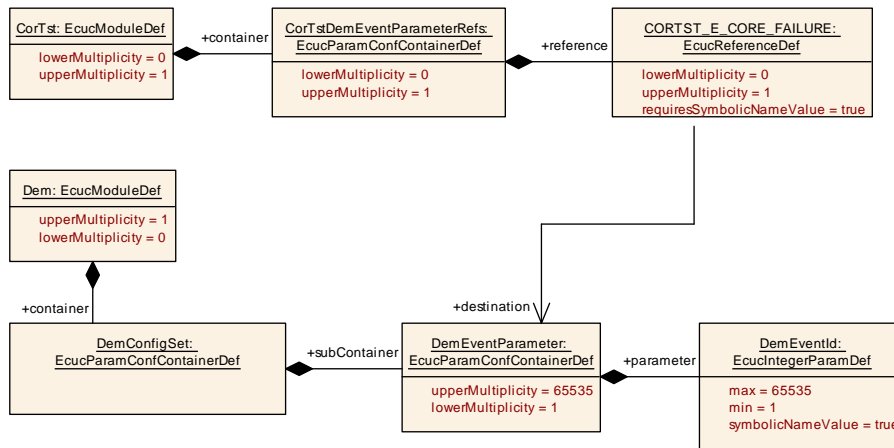 CorTst: EcucModuleDef
lowerMultiplicity = 0
upperMultiplicity = 1
+container
CorTstDemEventParameterRefs:
EcucParamConfContainerDef
lowerMultiplicity = 0
upperMultiplicity = 1
+reference
CORTST_E_CORE_FAILURE:
EcucReferenceDef
lowerMultiplicity = 0
upperMultiplicity = 1
requiresSymbolicNameValue = true
Dem: EcucModuleDef
upperMultiplicity = 1
lowerMultiplicity = 0
+container
+destination
DemConfigSet:
EcucParamConfContainerDef
+subContainer
DemEventParameter:
EcucParamConfContainerDef
upperMultiplicity = 65535
lowerMultiplicity = 1
+parameter
DemEventId:
EcucIntegerParamDef
max = 65535
min = 1
symbolicNameValue = true